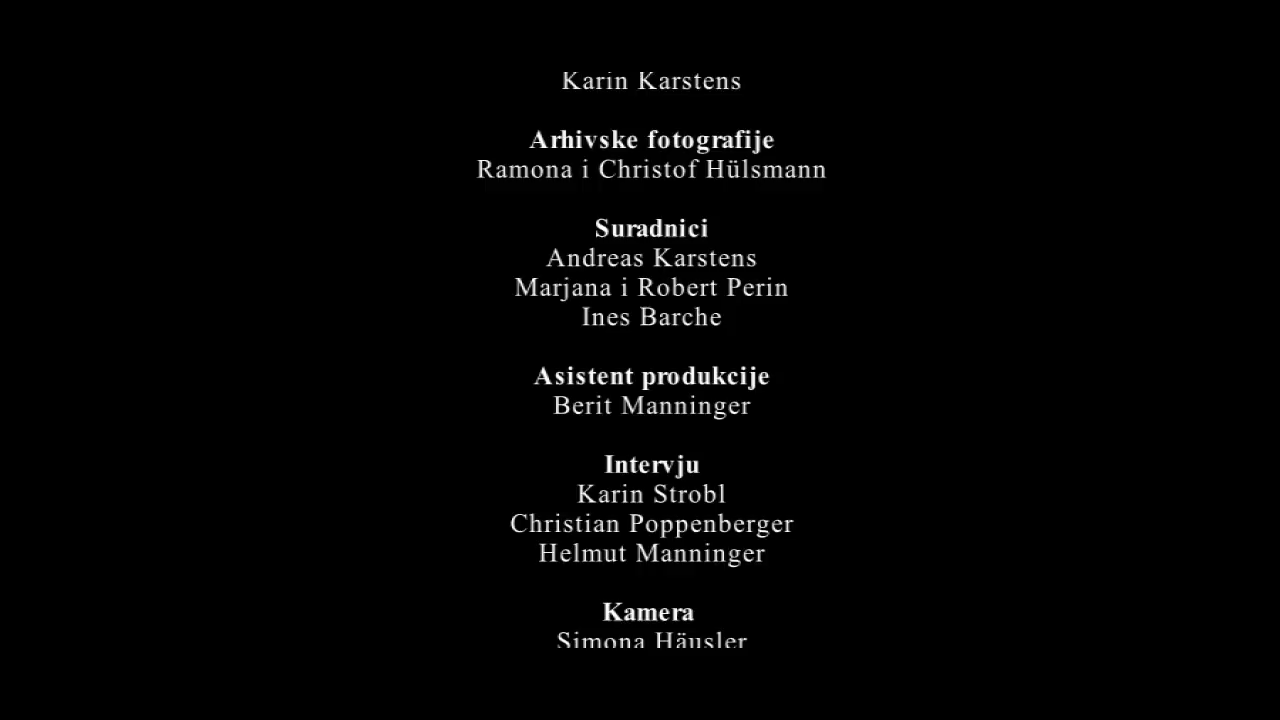 Karin Karstens
Arhivske fotografije
Ramona i Christof Hülsmann
Suradnici
Andreas Karstens
Marjana i Robert Perin
Ines Barche
Asistent produkcije
Berit Manninger
Intervju
Karin Strobl
Christian Poppenberger
Helmut Manninger
Kamera
Simona Häusler